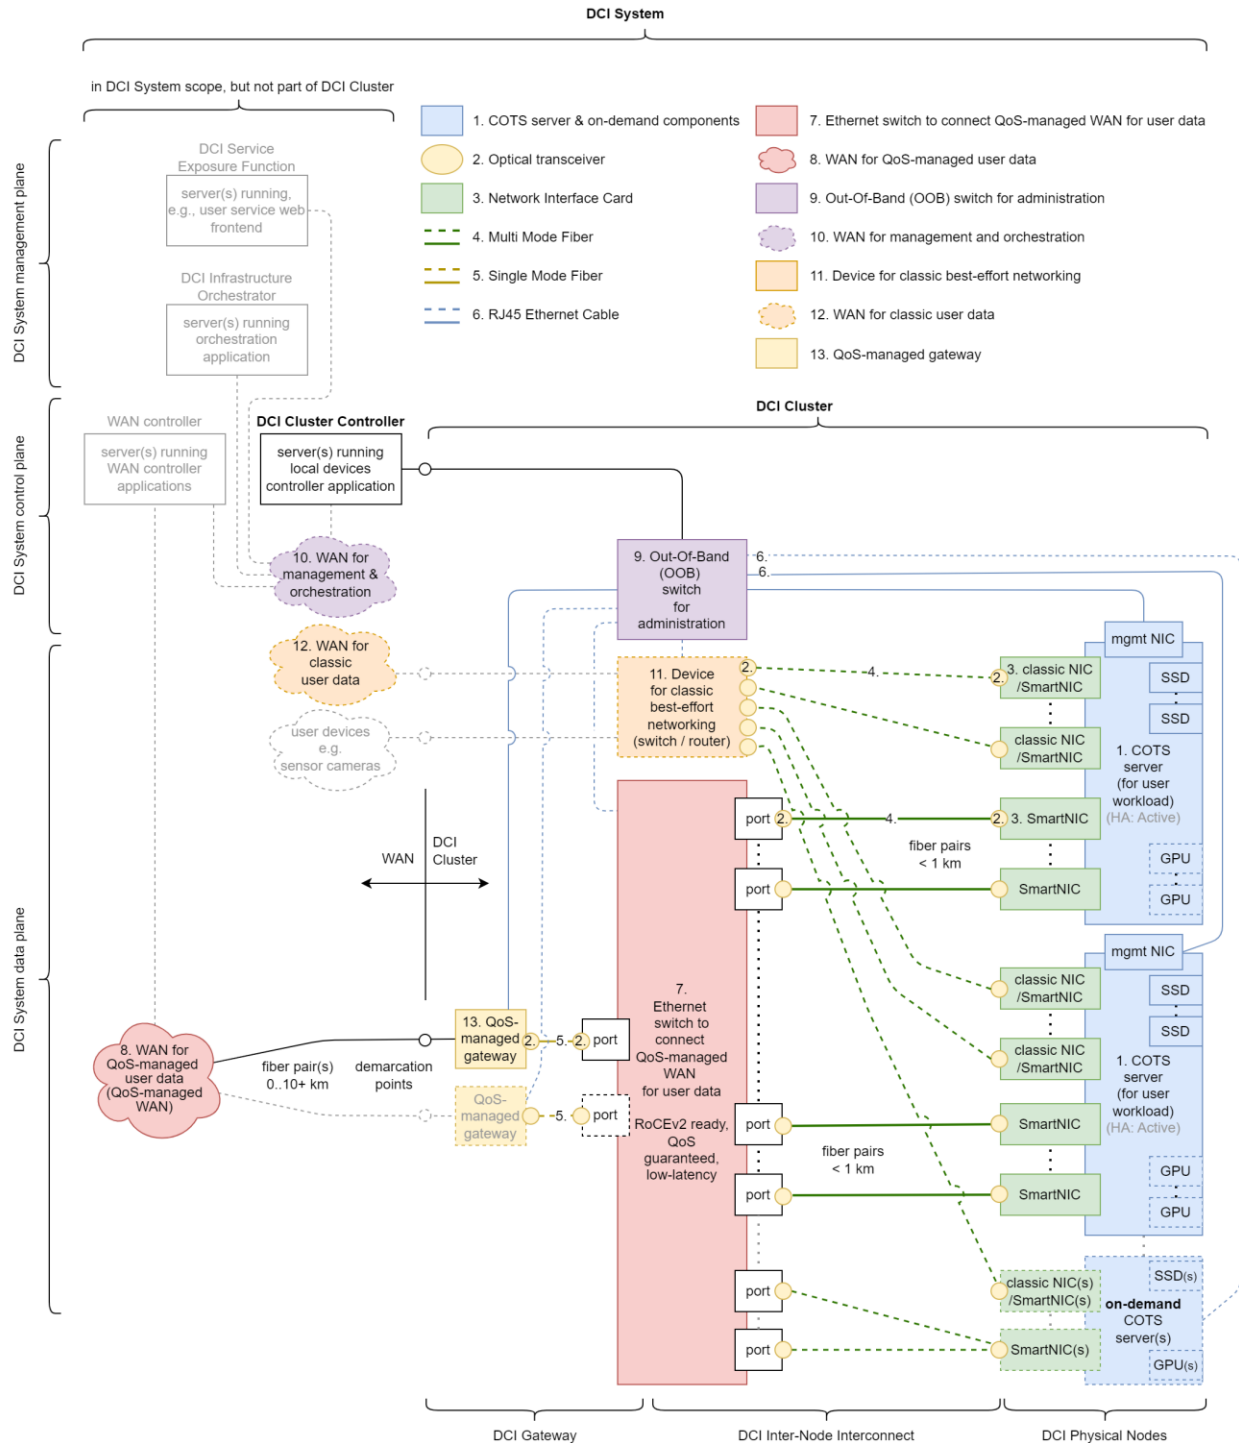 DCI System
in DCI System scope, but not part of DCI Cluster
1. COTS server & on-demand components
2. Optical transceiver
3. Network Interface Card
4. Multi Mode Fiber
5. Single Mode Fiber
6. RJ45 Ethernet Cable
7. Ethernet switch to connect QoS-managed WAN for user data
8. WAN for QoS-managed user data
9. Out-Of-Band (OOB) switch for administration
10. WAN for management and orchestration
11. Device for classic best-effort networking
12. WAN for classic user data
13. QoS-managed gateway
DCI System management plane
DCI Service
Exposure Function
server(s) running,
e.g., user service web
frontend
DCI Infrastructure
Orchestrator
server(s) running
orchestration
application
DCI System control plane
WAN controller
server(s) running
WAN controller
applications
DCI Cluster Controller
server(s) running
local devices
controller application
DCI Cluster
10. WAN for
management &
orchestration
9. Out-Of-Band
(OOB)
switch
for
administration
6.
6.
DCI System data plane
12. WAN for
classic
user data
user devices
e.g.
sensor cameras
11. Device
for classic
best-effort
networking
(switch / router)
2.
4.
2.
3. classic NIC
/SmartNIC
classic NIC
/SmartNIC
mgmt NIC
SSD
SSD
1. COTS
server
(for user
workload)
(HA: Active)
GPU
GPU
WAN
DCI
Cluster
port
2.
4.
2.
3. SmartNIC
fiber pairs
< 1 km
port
SmartNIC
8. WAN for
QoS-managed
user data
(QoS-managed
WAN)
fiber pair(s)
0..10+ km
demarcation
points
13. QoS-
managed
gateway
2.
5.
2.
port
QoS-
managed
gateway
5.
port
7.
Ethernet
switch to
connect
QoS-managed
WAN
for user data
RoCEv2 ready,
QoS
guaranteed,
low-latency
classic NIC
/SmartNIC
classic NIC
/SmartNIC
mgmt NIC
SSD
SSD
1. COTS
server
(for user
workload)
(HA: Active)
port
SmartNIC
fiber pairs
< 1 km
port
SmartNIC
GPU
GPU
port
classic NIC(s)
/SmartNIC(s)
SSD(s)
on-demand
COTS
server(s)
port
SmartNIC(s)
GPU(s)
DCI Gateway
DCI Inter-Node Interconnect
DCI Physical Nodes